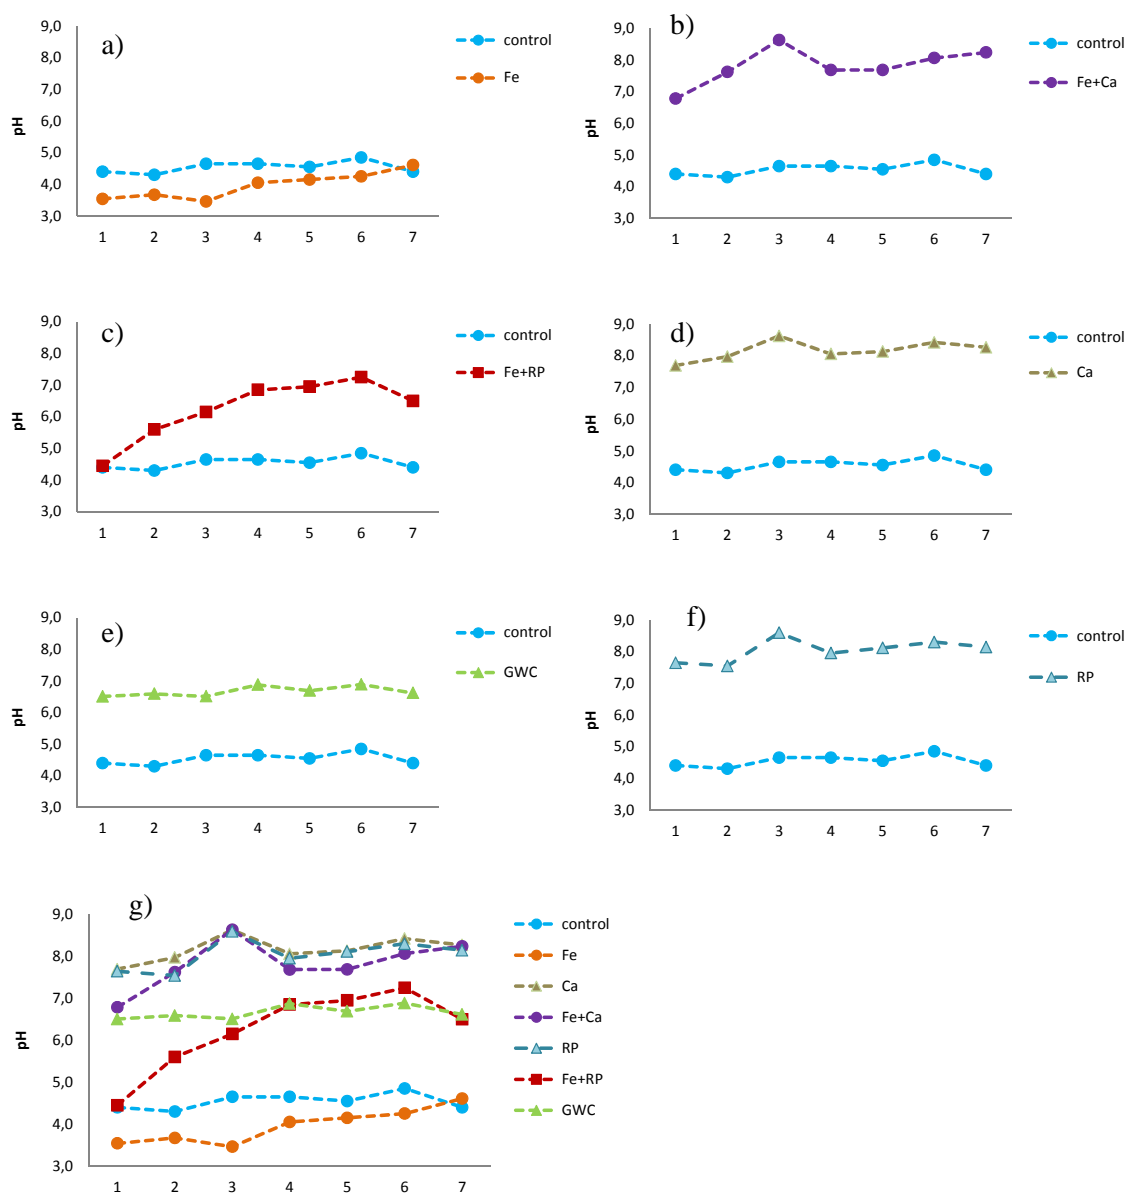 a)
9,0
8,0
7,0
6,0
5,0
4,0
3,0
pH
1 2 3 4 5 6 7
control
Fe
b)
9,0
8,0
7,0
6,0
5,0
4,0
3,0
pH
1 2 3 4 5 6 7
control
Fe+Ca
c)
9,0
8,0
7,0
6,0
5,0
4,0
3,0
pH
1 2 3 4 5 6 7
control
Fe+RP
d)
9,0
8,0
7,0
6,0
5,0
4,0
3,0
pH
1 2 3 4 5 6 7
control
Ca
e)
9,0
8,0
7,0
6,0
5,0
4,0
3,0
pH
1 2 3 4 5 6 7
control
GWC
f)
9,0
8,0
7,0
6,0
5,0
4,0
3,0
pH
1 2 3 4 5 6 7
control
RP
g)
9,0
8,0
7,0
6,0
5,0
4,0
3,0
pH
1 2 3 4 5 6 7
control
Fe
Ca
Fe+Ca
RP
Fe+RP
GWC